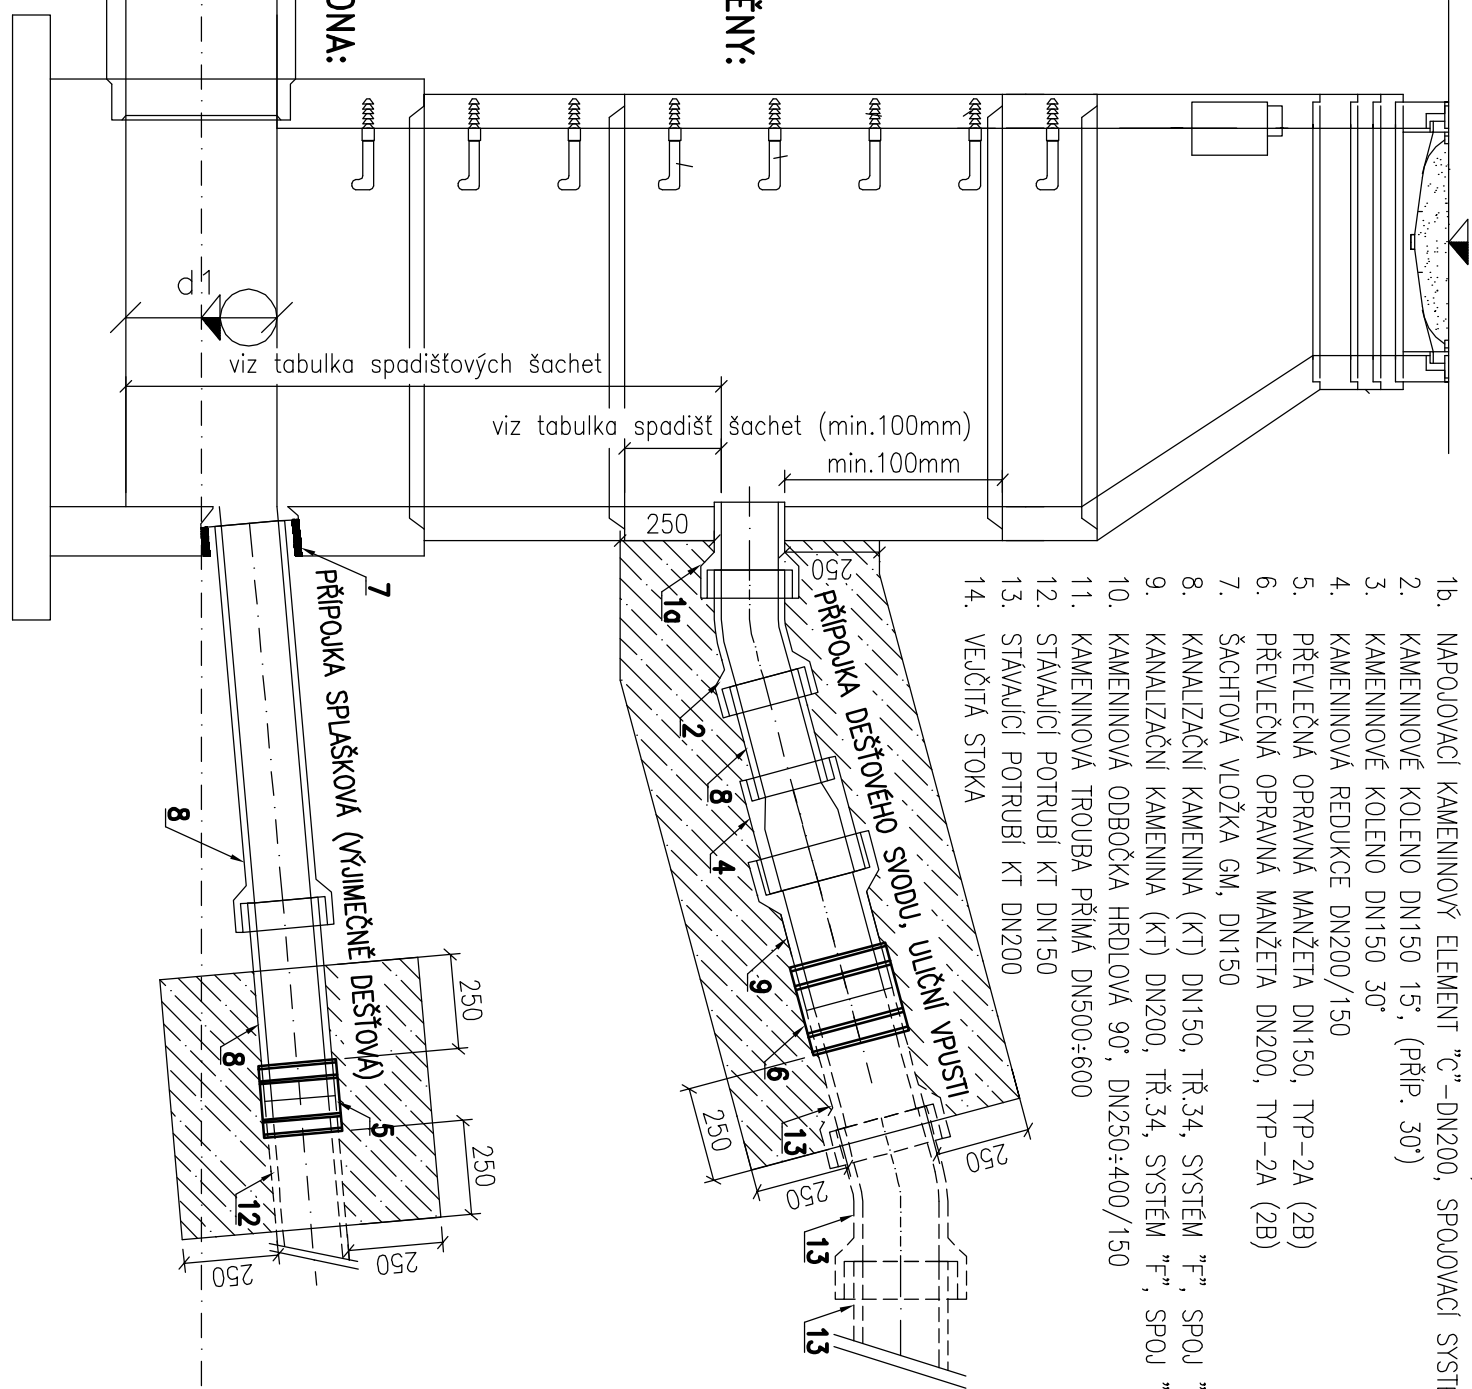 ONA:
ĚNY:
1b. NAPOJOVACÍ KAMENINOVÝ ELEMENT "C"-DN200, SPOJOVACÍ
2. KAMENINOVÉ KOLENO DN150 15°, (PŘÍP. 30°)
3. KAMENINOVÉ KOLENO DN150 30°
4. KAMENINOVÁ REDUKCE DN200/150
5. PŘEVLEČNÁ OPRAVNÁ MANŽETA DN150, TYP-2A (2B)
6. PŘEVLEČNÁ OPRAVNÁ MANŽETA DN200, TYP-2A (2B)
7. ŠACHTOVÁ VLOŽKA GM, DN150
8. KANALIZAČNÍ KAMENINA (KT) DN150, TŘ.34, SYSTÉM "F", SPOJ "
9. KANALIZAČNÍ KAMENINA (KT) DN200, TŘ.34, SYSTÉM "F", SPOJ "
10. KAMENINOVÁ ODBOČKA HRDLOVÁ 90°, DN250÷400/150
11. KAMENINOVÁ TROUBA PŘÍMÁ DN500÷600
12. STÁVAJÍCÍ POTRUBÍ KT DN150
13. STÁVAJÍCÍ POTRUBÍ KT DN200
14. VEJČITÁ STOKA
d1
viz tabulka spadišťových šachet
viz tabulka spadišť šachet (min.100mm)
min.100mm
250
250
PŘÍPOJKA DEŠŤOVÉHO SVODU, ULIČNÍ VPUSTI
1a
2
8
4
9
6
13
13
13
250
250
250
PŘÍPOJKA SPLAŠKOVÁ (VÝJIMEČNĚ DEŠŤOVÁ)
7
8
8
5
12
250
250
250
250